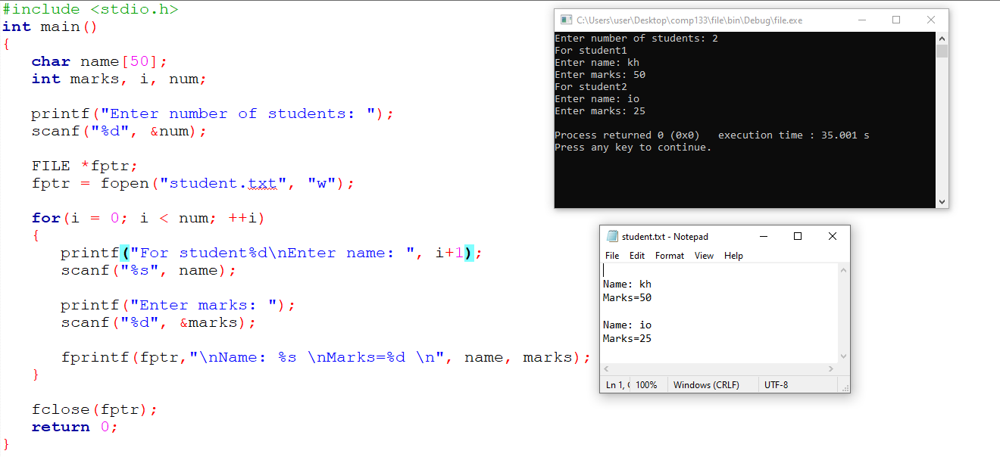 #include <stdio.h>
int main()
{
char name[50];
int marks, i, num;
printf("Enter number of students: ");
scanf("%d", &num);
FILE *fptr;
fptr = fopen("student.txt", "w");
for(i = 0; i < num; ++i)
{
printf("For student%d\nEnter name: ", i+1);
scanf("%s", name);
printf("Enter marks: ");
scanf("%d", &marks);
fprintf(fptr,"\nName: %s \nMarks=%d \n", name, marks);
}
fclose(fptr);
return 0;
}
C:\Users\user\Desktop\comp133\file\bin\Debug\file.exe
Enter number of students: 2
For student1
Enter name: kh
Enter marks: 50
For student2
Enter name: io
Enter marks: 25
Process returned 0 (0x0)   execution time : 35.001 s
Press any key to continue.
student.txt - Notepad
File Edit Format View Help
Name: kh
Marks=50
Name: io
Marks=25
Ln 1, 100% Windows (CRLF) UTF-8